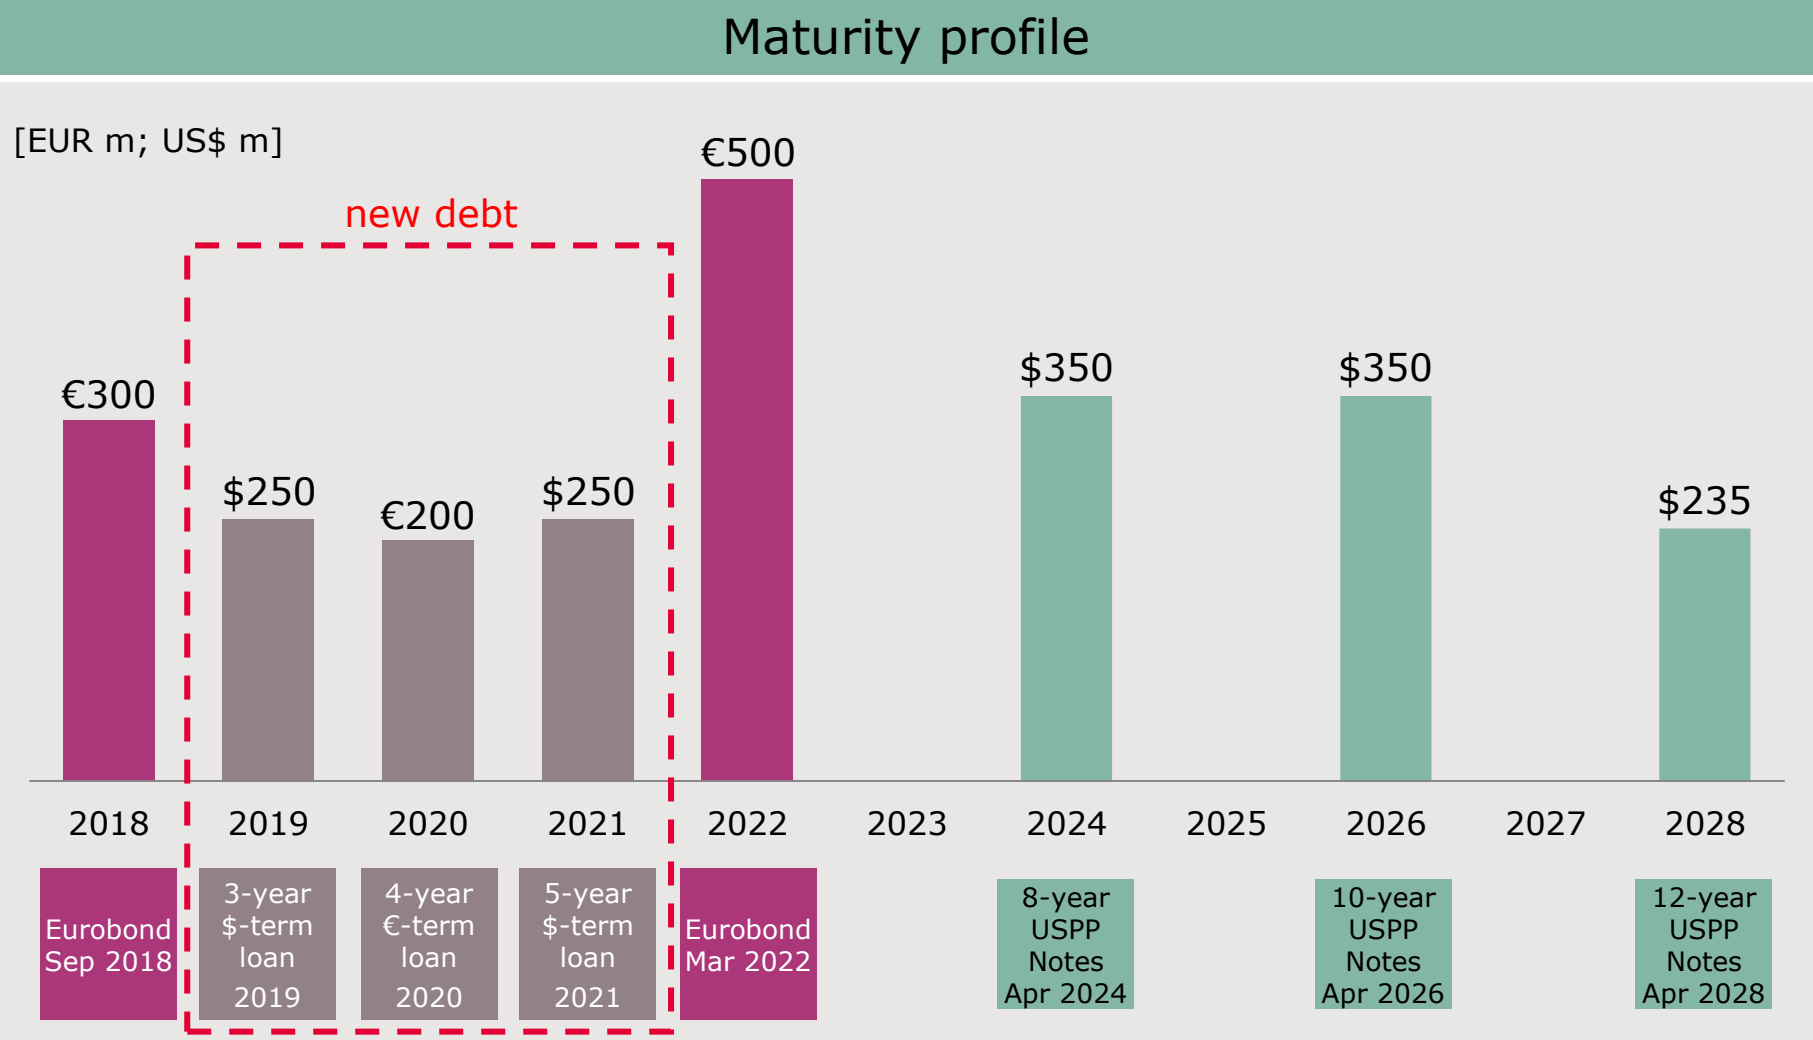 Maturity profile
[EUR m; US$ m]
new debt
€300
$250
€200
$250
€500
$350
$350
$235
2018
2019
2020
2021
2022
2023
2024
2025
2026
2027
2028
Eurobond
Sep 2018
3-year
$-term
loan
2019
4-year
€-term
loan
2020
5-year
$-term
loan
2021
Eurobond
Mar 2022
8-year
USPP
Notes
Apr 2024
10-year
USPP
Notes
Apr 2026
12-year
USPP
Notes
Apr 2028